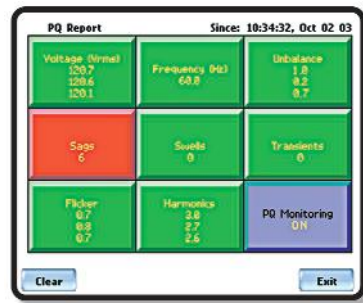 PQ Report Since: 10:34:32, Oct 02 03
Voltage (Vrms)
120.7
120.6
120.1
Frequency (Hz)
60.0
Unbalance
1.0
0.2
0.7
Sags
6
Swells
0
Transients
0
Flicker
0.7
0.8
0.7
Harmonics
3.0
2.7
2.6
PQ Monitoring
ON
Clear Exit